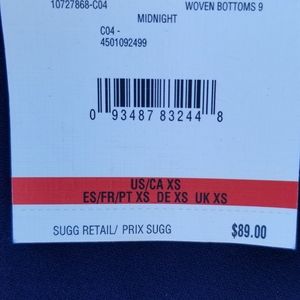 10727868-C04 WOVEN BOTTOMS 9
MIDNIGHT
C04 -
4501092499
0 93487 83244 8
US/CA XS
ES/FR/PT XS DE XS UK XS
SUGG RETAIL/ PRIX SUGG $89.00